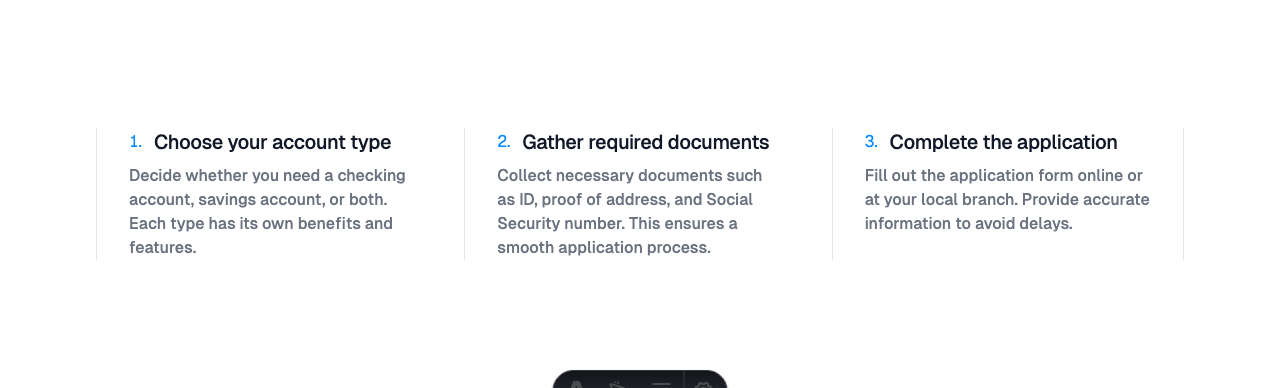 1. Choose your account type
Decide whether you need a checking
account, savings account, or both.
Each type has its own benefits and
features.
2. Gather required documents
Collect necessary documents such
as ID, proof of address, and Social
Security number. This ensures a
smooth application process.
3. Complete the application
Fill out the application form online or
at your local branch. Provide accurate
information to avoid delays.